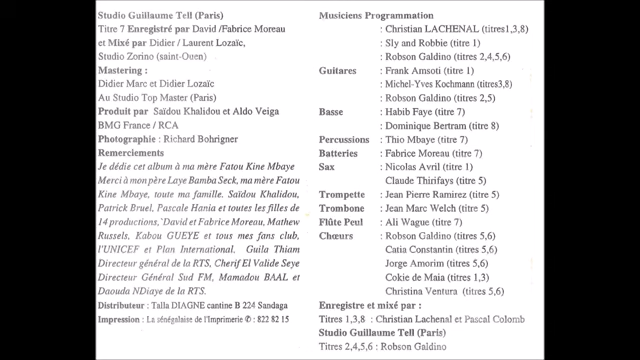 Studio Guillaume Tell (Paris)
Titre 7 Enregistré par David /Fabrice Moreau
et Mixé par Didier / Laurent Lozaïc,
Studio Zorino (saint-Ouen)
Mastering :
Didier Marc et Didier Lozaïc
Au Studio Top Master (Paris)
Produit par Saïdou Khalidou et Aldo Veiga
BMG France / RCA
Photographie : Richard Bohrigner
Remerciements
Je dédie cet album à ma mère Fatou Kine Mbaye
Merci à mon père Laye Bamba Seck, ma mère Fatou
Kine Mbaye, toute ma famille. Saïdou Khalidou,
Patrick Bruel, Pascale Hania et toutes les filles de
14 productions, David et Fabrice Moreau, Mathew
Russels, Kabou GUEYE et tous mes fans club,
l'UNICEF et Plan International. Guila Thiam
Directeur général de la RTS, Cherif El Valide Seye
Directeur Général Sud FM, Mamadou BAAL et
Daouda NDiaye de la RTS.
Distributeur : Talla DIAGNE cantine B 224 Sandaga
Impression : La sénégalaise de l'Imprimerie ✆ : 822 82 15
Musiciens Programmation
: Christian LACHENAL (titres1,3,8)
: Sly and Robbie (titre 1)
: Robson Galdino (titres 2,4,5,6)
Guitares : Frank Amsoti (titre 1)
: Michel-Yves Kochmann (titres3,8)
: Robson Galdino (titres 2,5)
Basse : Habib Faye (titre 7)
: Dominique Bertram (titre 8)
Percussions : Thio Mbaye (titre 7)
Batteries : Fabrice Moreau (titre 7)
Sax : Nicolas Avril (titre 1)
Claude Thirifays (titre 5)
Trompette : Jean Pierre Ramirez (titre 5)
Trombone : Jean Marc Welch (titre 5)
Flûte Peul : Ali Wague (titre 7)
Chœurs : Robson Galdino (titres 5,6)
Catia Constantin (titres 5,6)
Jorge Amorim (titres 5,6)
Cokie de Maia (titres 1,3)
Christina Ventura (titres 5,6)
Enregistre et mixé par :
Titres 1,3,8 : Christian Lachenal et Pascal Colomb
Studio Guillaume Tell (Paris)
Titres 2,4,5,6 : Robson Galdino